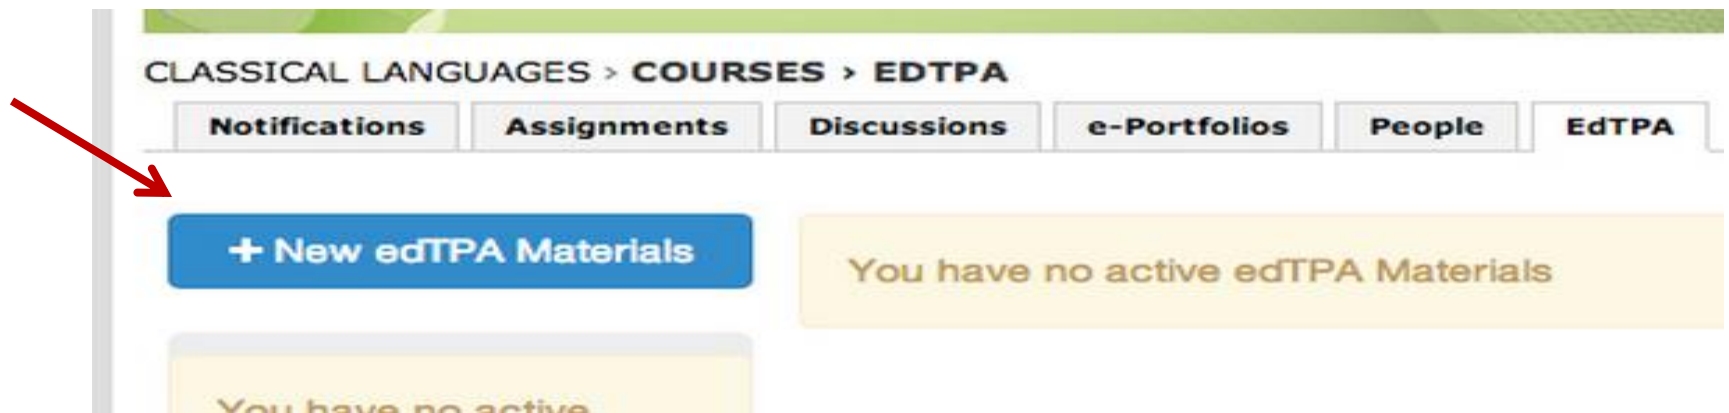 CLASSICAL LANGUAGES > COURSES > EDTPA
Notifications Assignments Discussions e-Portfolios People EdTPA
+ New edTPA Materials
You have no active edTPA Materials
You have no active